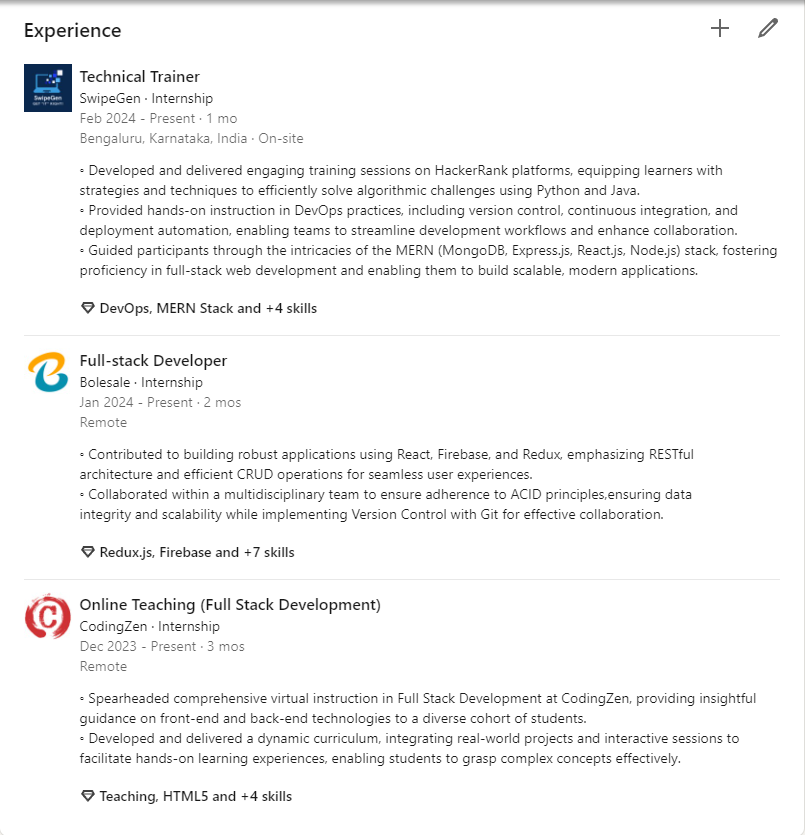 Experience
Technical Trainer
SwipeGen
SwipeGen · Internship
Feb 2024 - Present · 1 mo
Bengaluru, Karnataka, India · On-site
◦ Developed and delivered engaging training sessions on HackerRank platforms, equipping learners with
strategies and techniques to efficiently solve algorithmic challenges using Python and Java.
◦ Provided hands-on instruction in DevOps practices, including version control, continuous integration, and
deployment automation, enabling teams to streamline development workflows and enhance collaboration.
◦ Guided participants through the intricacies of the MERN (MongoDB, Express.js, React.js, Node.js) stack, fostering
proficiency in full-stack web development and enabling them to build scalable, modern applications.
DevOps, MERN Stack and +4 skills
Full-stack Developer
Bolesale · Internship
Jan 2024 - Present · 2 mos
Remote
◦ Contributed to building robust applications using React, Firebase, and Redux, emphasizing RESTful
architecture and efficient CRUD operations for seamless user experiences.
◦ Collaborated within a multidisciplinary team to ensure adherence to ACID principles,ensuring data
integrity and scalability while implementing Version Control with Git for effective collaboration.
Redux.js, Firebase and +7 skills
Online Teaching (Full Stack Development)
CodingZen · Internship
Dec 2023 - Present · 3 mos
Remote
◦ Spearheaded comprehensive virtual instruction in Full Stack Development at CodingZen, providing insightful
guidance on front-end and back-end technologies to a diverse cohort of students.
◦ Developed and delivered a dynamic curriculum, integrating real-world projects and interactive sessions to
facilitate hands-on learning experiences, enabling students to grasp complex concepts effectively.
Teaching, HTML5 and +4 skills